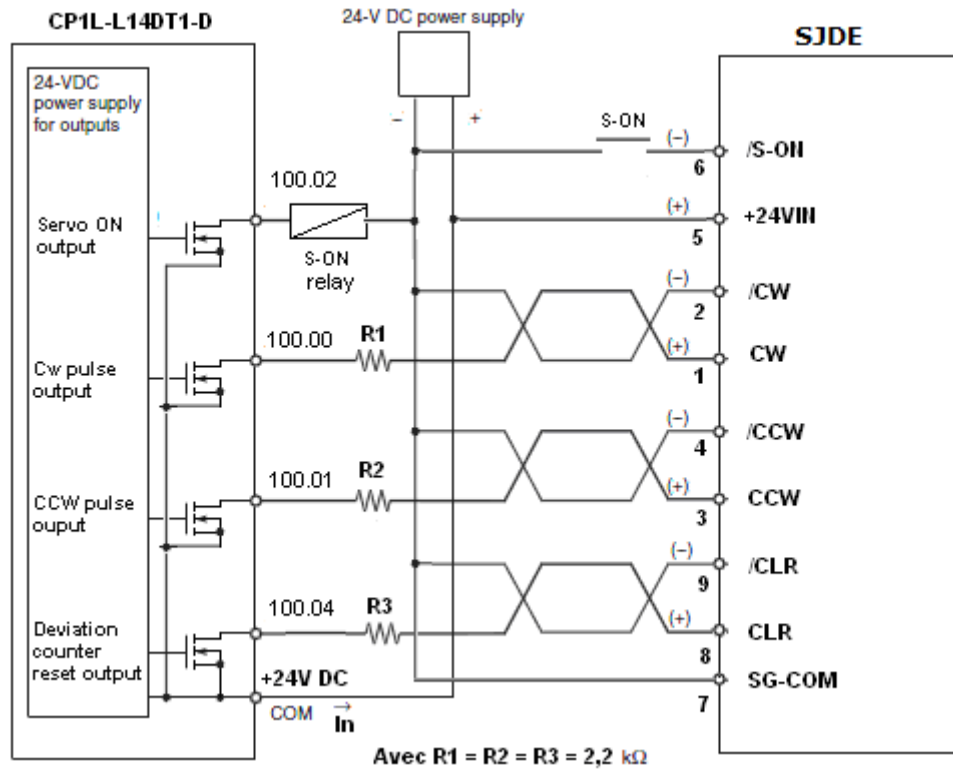 CP1L-L14DT1-D
24-V DC power supply
SJDE
24-VDC
power supply
for outputs
– +
S-ON
(–)
6
/S-ON
100.02
Servo ON
output
S-ON
relay
(+)
5
+24VIN
(–)
2
/CW
100.00
R1
Cw pulse
output
(+)
1
CW
(–)
4
/CCW
100.01
R2
CCW pulse
ouput
(+)
3
CCW
(–)
9
/CLR
100.04
R3
Deviation
counter
reset output
(+)
8
CLR
+24V DC
COM
In
7
SG-COM
Avec R1 = R2 = R3 = 2,2 kΩ